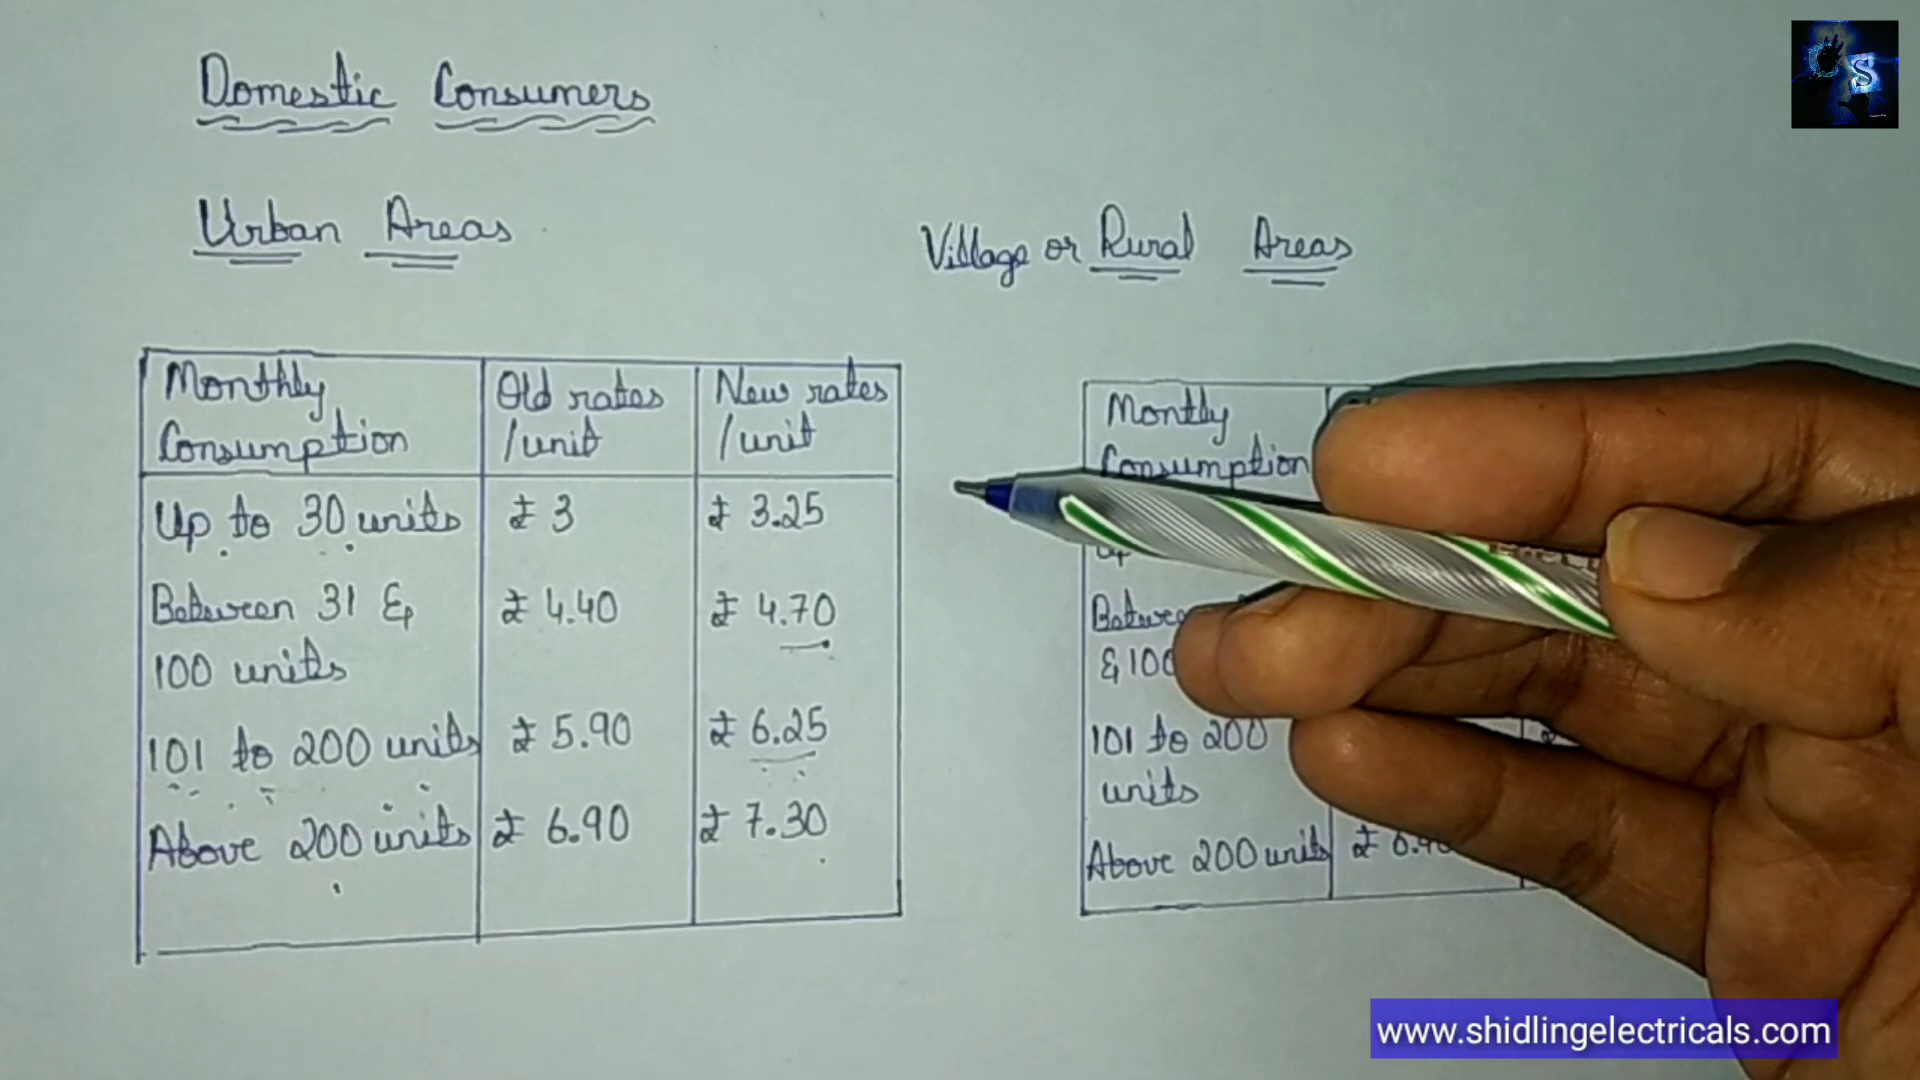 Domestic Consumers
Urban Areas
Monthly Consumption | Old rates /unit | New rates /unit
Up to 30 units | ₹ 3 | ₹ 3.25
Between 31 & 100 units | ₹ 4.40 | ₹ 4.70
101 to 200 units | ₹ 5.90 | ₹ 6.25
Above 200 units | ₹ 6.90 | ₹ 7.30
Village or Rural Areas
Montly
Consumption
& 100
101 to 200
units
Above 200 units
CS
www.shidlingelectricals.com